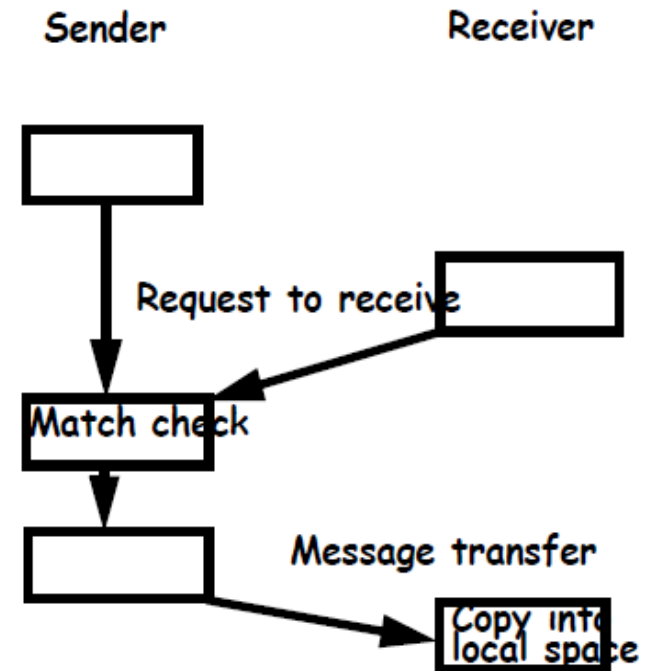 Sender
Receiver
Request to receive
Match check
Message transfer
Copy into
local space